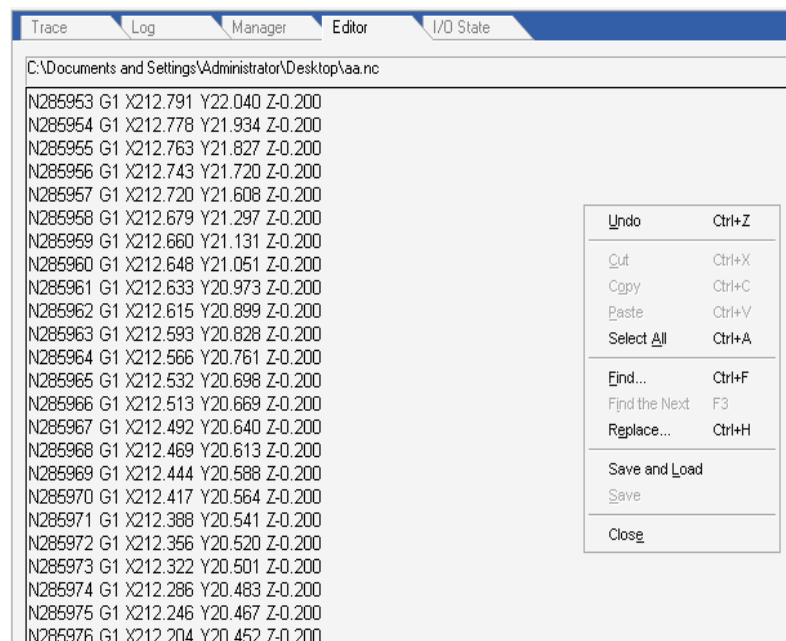 Trace Log Manager Editor I/O State
C:\Documents and Settings\Administrator\Desktop\aa.nc
N285953 G1 X212.791 Y22.040 Z-0.200
N285954 G1 X212.778 Y21.934 Z-0.200
N285955 G1 X212.763 Y21.827 Z-0.200
N285956 G1 X212.743 Y21.720 Z-0.200
N285957 G1 X212.720 Y21.608 Z-0.200
N285958 G1 X212.679 Y21.297 Z-0.200
N285959 G1 X212.660 Y21.131 Z-0.200
N285960 G1 X212.648 Y21.051 Z-0.200
N285961 G1 X212.633 Y20.973 Z-0.200
N285962 G1 X212.615 Y20.899 Z-0.200
N285963 G1 X212.593 Y20.828 Z-0.200
N285964 G1 X212.566 Y20.761 Z-0.200
N285965 G1 X212.532 Y20.698 Z-0.200
N285966 G1 X212.513 Y20.669 Z-0.200
N285967 G1 X212.492 Y20.640 Z-0.200
N285968 G1 X212.469 Y20.613 Z-0.200
N285969 G1 X212.444 Y20.588 Z-0.200
N285970 G1 X212.417 Y20.564 Z-0.200
N285971 G1 X212.388 Y20.541 Z-0.200
N285972 G1 X212.356 Y20.520 Z-0.200
N285973 G1 X212.322 Y20.501 Z-0.200
N285974 G1 X212.286 Y20.483 Z-0.200
N285975 G1 X212.246 Y20.467 Z-0.200
N285976 G1 X212.204 Y20.452 Z-0.200
Undo Ctrl+Z
Cut Ctrl+X
Copy Ctrl+C
Paste Ctrl+V
Select All Ctrl+A
Find... Ctrl+F
Find the Next F3
Replace... Ctrl+H
Save and Load
Save
Close